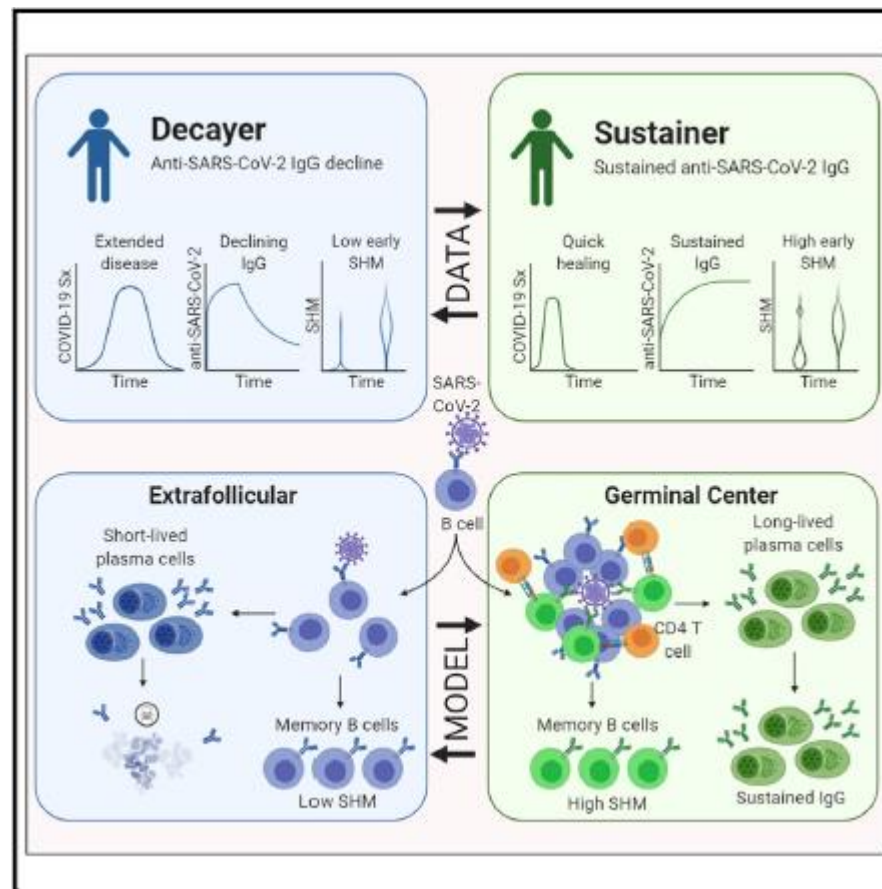 Decayer
Anti-SARS-CoV-2 IgG decline
Extended
disease
COVID-19 Sx
Time
Declining
IgG
anti-SARS-CoV-2
Time
Low early
SHM
SHM
Time
DATA
Sustainer
Sustained anti-SARS-CoV-2 IgG
Quick
healing
COVID-19 Sx
Time
Sustained
IgG
anti-SARS-CoV-2
Time
High early
SHM
SHM
Time
SARS-
CoV-2
B cell
Extrafollicular
Short-lived
plasma cells
Memory B cells
Low SHM
MODEL
Germinal Center
CD4 T
cell
Long-lived
plasma cells
Memory B cells
High SHM
Sustained IgG